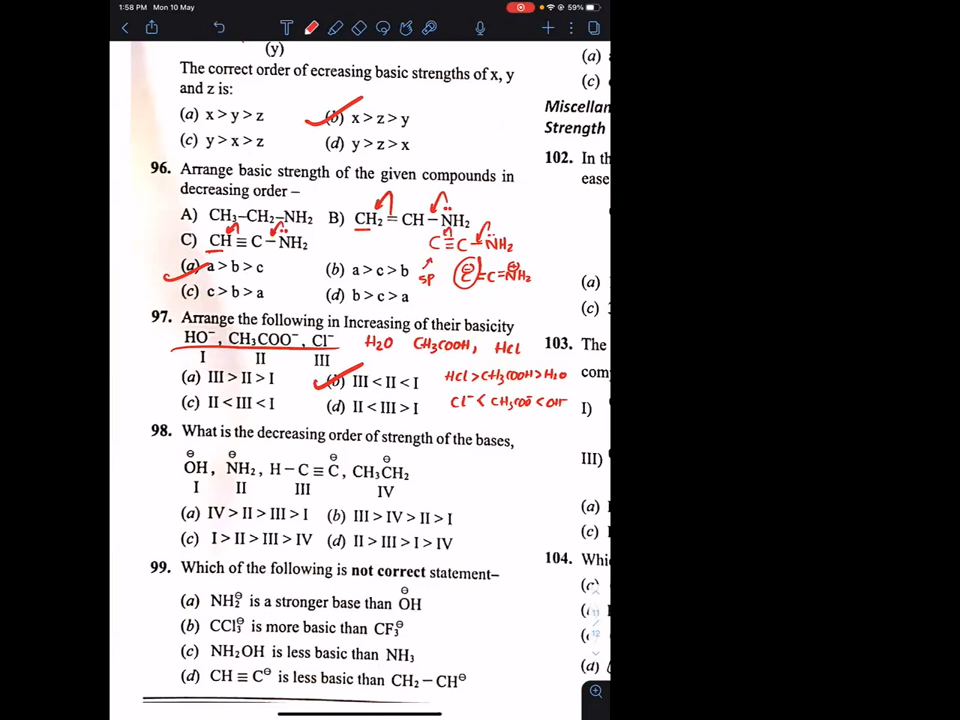 1:58 PM Mon 10 May
59%
(y)
The correct order of ecreasing basic strengths of x, y
and z is:
(a) x > y > z (b) x > z > y
(c) y > x > z (d) y > z > x
96. Arrange basic strength of the given compounds in
decreasing order –
A) CH₃–CH₂–NH₂ B) CH₂ = CH – NH₂
C) CH ≡ C – NH₂
C ≡ C – NH₂
(a) a > b > c (b) a > c > b
sp
C = C = NH₂
(c) c > b > a (d) b > c > a
97. Arrange the following in Increasing of their basicity
HO⁻, CH₃COO⁻, Cl⁻
H₂O CH₃COOH, HCl
I II III
(a) III > II > I (b) III < II < I
HCl > CH₃COOH > H₂O
(c) II < III < I (d) II < III > I
Cl⁻ < CH₃COO⁻ < OH⁻
98. What is the decreasing order of strength of the bases,
⊖ ⊖ ⊖ ⊖
OH, NH₂, H – C ≡ C, CH₃CH₂
I II III IV
(a) IV > II > III > I (b) III > IV > II > I
(c) I > II > III > IV (d) II > III > I > IV
99. Which of the following is not correct statement–
(a) NH₂⊖ is a stronger base than ⊖OH
(b) CCl₃⊖ is more basic than CF₃⊖
(c) NH₂OH is less basic than NH₃
(d) CH ≡ C⊖ is less basic than CH₂ – CH⊖
(a)
(c)
Miscellan
Strength
102. In th
ease
(a)
(c)
103. The
com
I)
III)
(a)
(c)
104. Whi
(a)
11
12